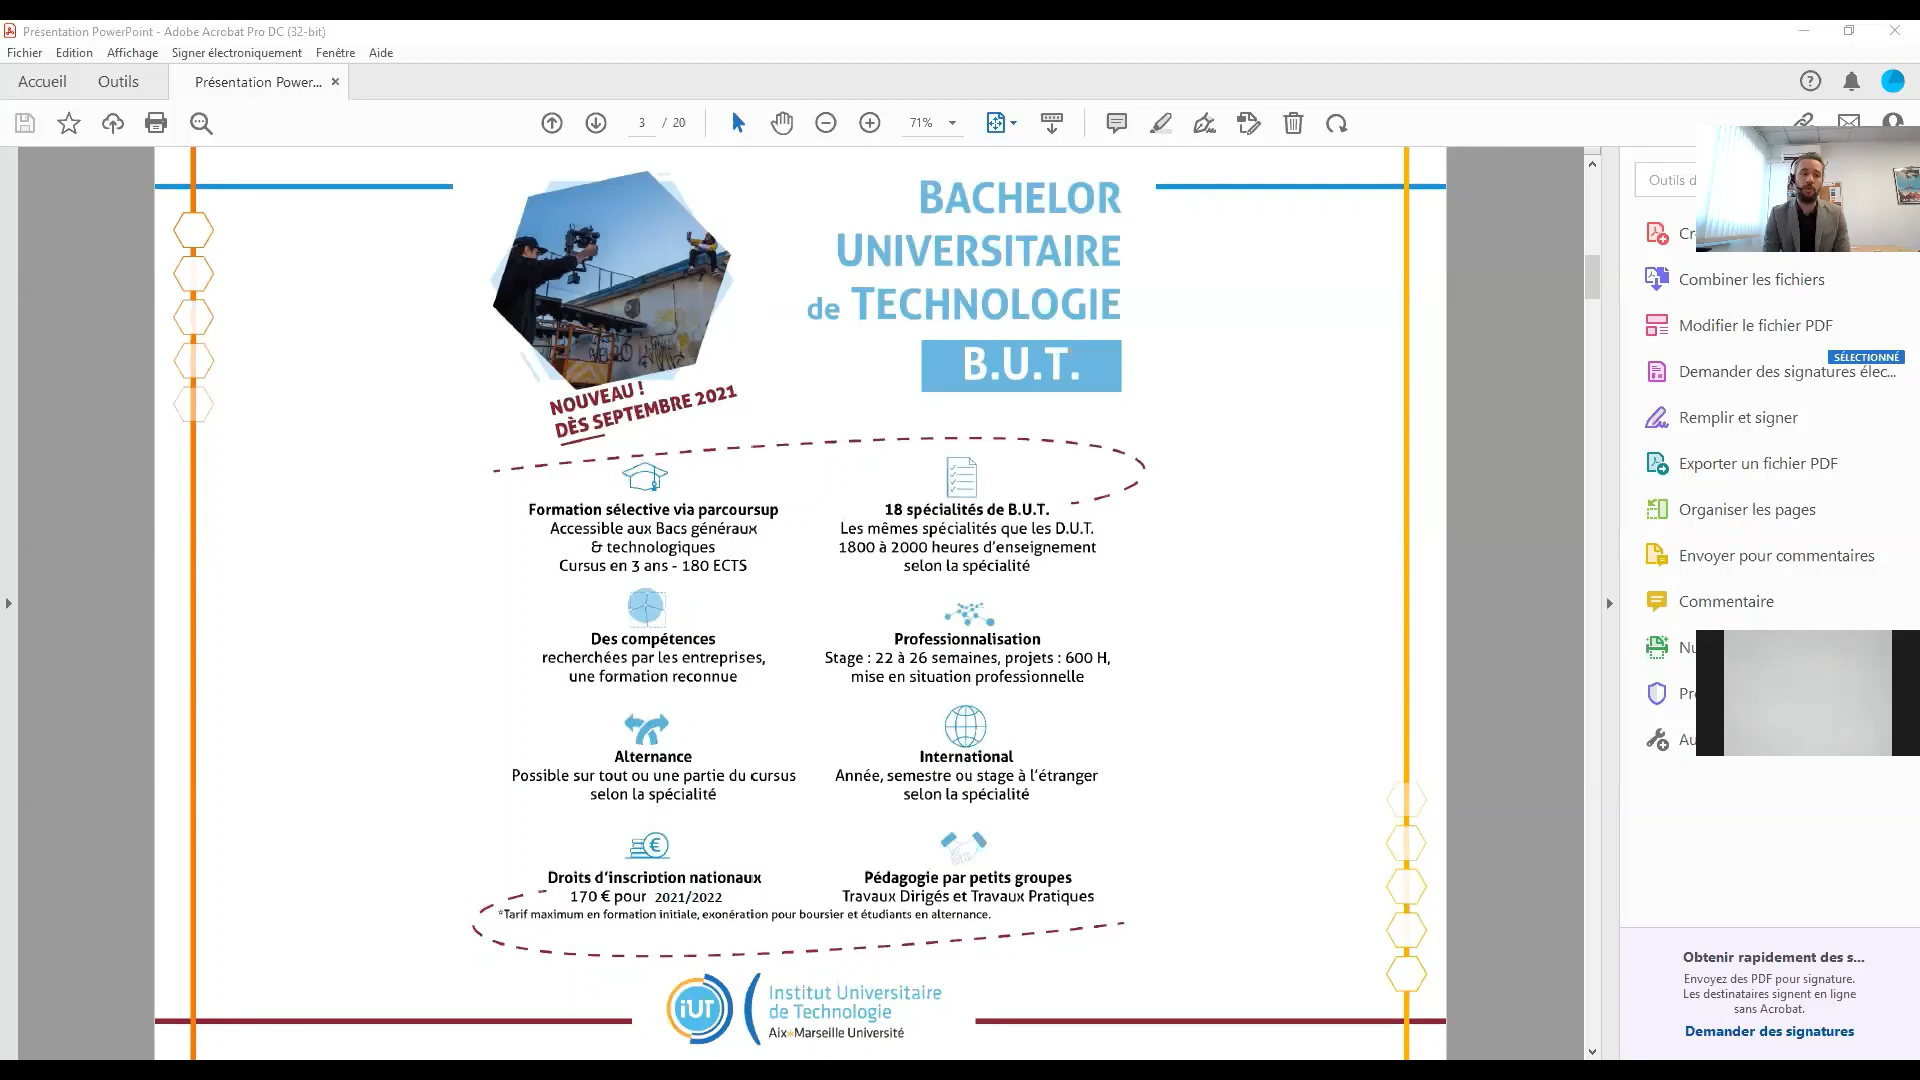 Présentation PowerPoint - Adobe Acrobat Pro DC (32-bit)
Fichier Edition Affichage Signer électroniquement Fenêtre Aide
Accueil Outils Présentation Power... ×
3 / 20 71%
BACHELOR
UNIVERSITAIRE
de TECHNOLOGIE
B.U.T.
NOUVEAU !
DÈS SEPTEMBRE 2021
Formation sélective via parcoursup
Accessible aux Bacs généraux
& technologiques
Cursus en 3 ans - 180 ECTS
18 spécialités de B.U.T.
Les mêmes spécialités que les D.U.T.
1800 à 2000 heures d'enseignement
selon la spécialité
Des compétences
recherchées par les entreprises,
une formation reconnue
Professionnalisation
Stage : 22 à 26 semaines, projets : 600 H,
mise en situation professionnelle
Alternance
Possible sur tout ou une partie du cursus
selon la spécialité
International
Année, semestre ou stage à l'étranger
selon la spécialité
Droits d'inscription nationaux
170 € pour 2021/2022
*Tarif maximum en formation initiale, exonération pour boursier et étudiants en alternance.
Pédagogie par petits groupes
Travaux Dirigés et Travaux Pratiques
iUT
Institut Universitaire
de Technologie
Aix*Marseille Université
Outils d
Cr
Combiner les fichiers
Modifier le fichier PDF
SÉLECTIONNÉ
Demander des signatures élec...
Remplir et signer
Exporter un fichier PDF
Organiser les pages
Envoyer pour commentaires
Commentaire
Nu
Pr
Au
Obtenir rapidement des s...
Envoyez des PDF pour signature.
Les destinataires signent en ligne
sans Acrobat.
Demander des signatures